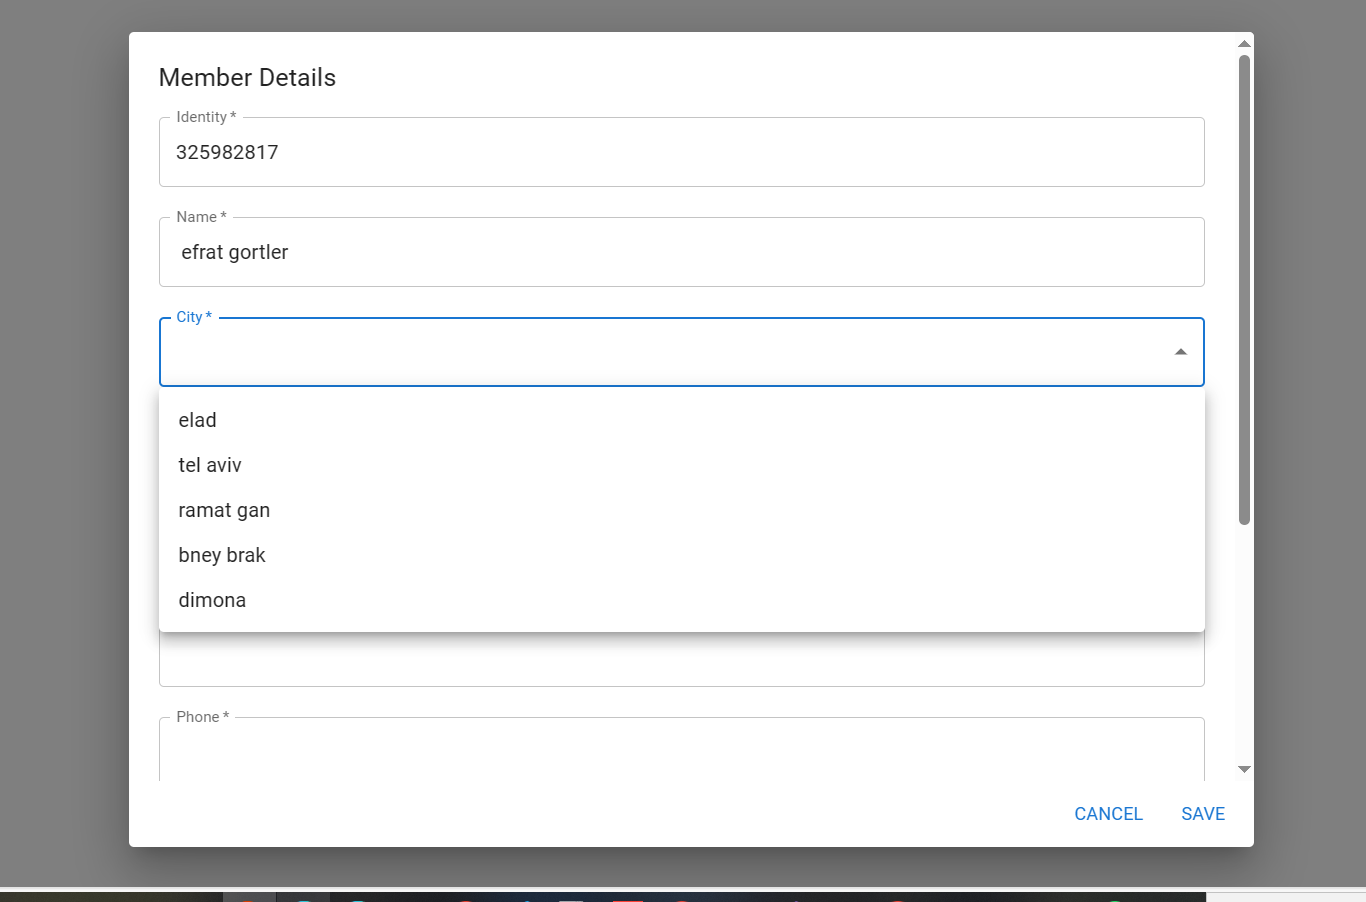 Member Details
Identity *
325982817
Name *
efrat gortler
City *
elad
tel aviv
ramat gan
bney brak
dimona
Phone *
CANCEL SAVE